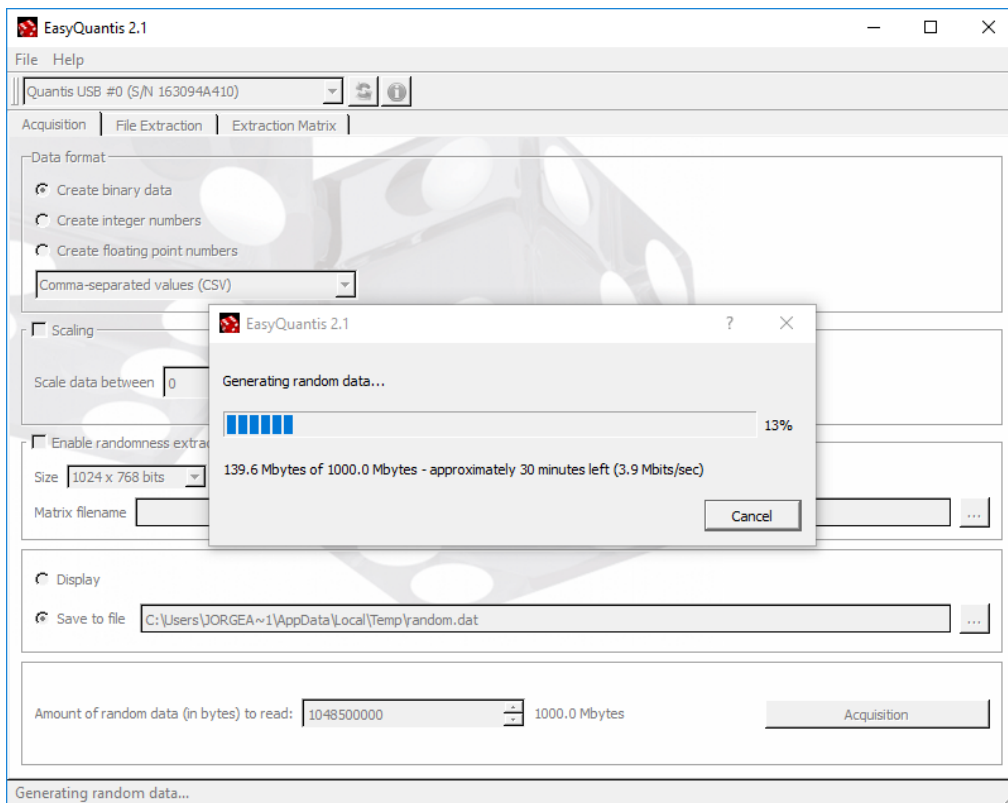 EasyQuantis 2.1
File Help
Quantis USB #0 (S/N 163094A410)
Acquisition File Extraction Extraction Matrix
Data format
Create binary data
Create integer numbers
Create floating point numbers
Comma-separated values (CSV)
Scaling
Scale data between 0
Enable randomness extrac
Size 1024 x 768 bits
Matrix filename ...
EasyQuantis 2.1 ?
Generating random data...
13%
139.6 Mbytes of 1000.0 Mbytes - approximately 30 minutes left (3.9 Mbits/sec)
Cancel
Display
Save to file C:\Users\JORGEA~1\AppData\Local\Temp\random.dat ...
Amount of random data (in bytes) to read: 1048500000 1000.0 Mbytes Acquisition
Generating random data...